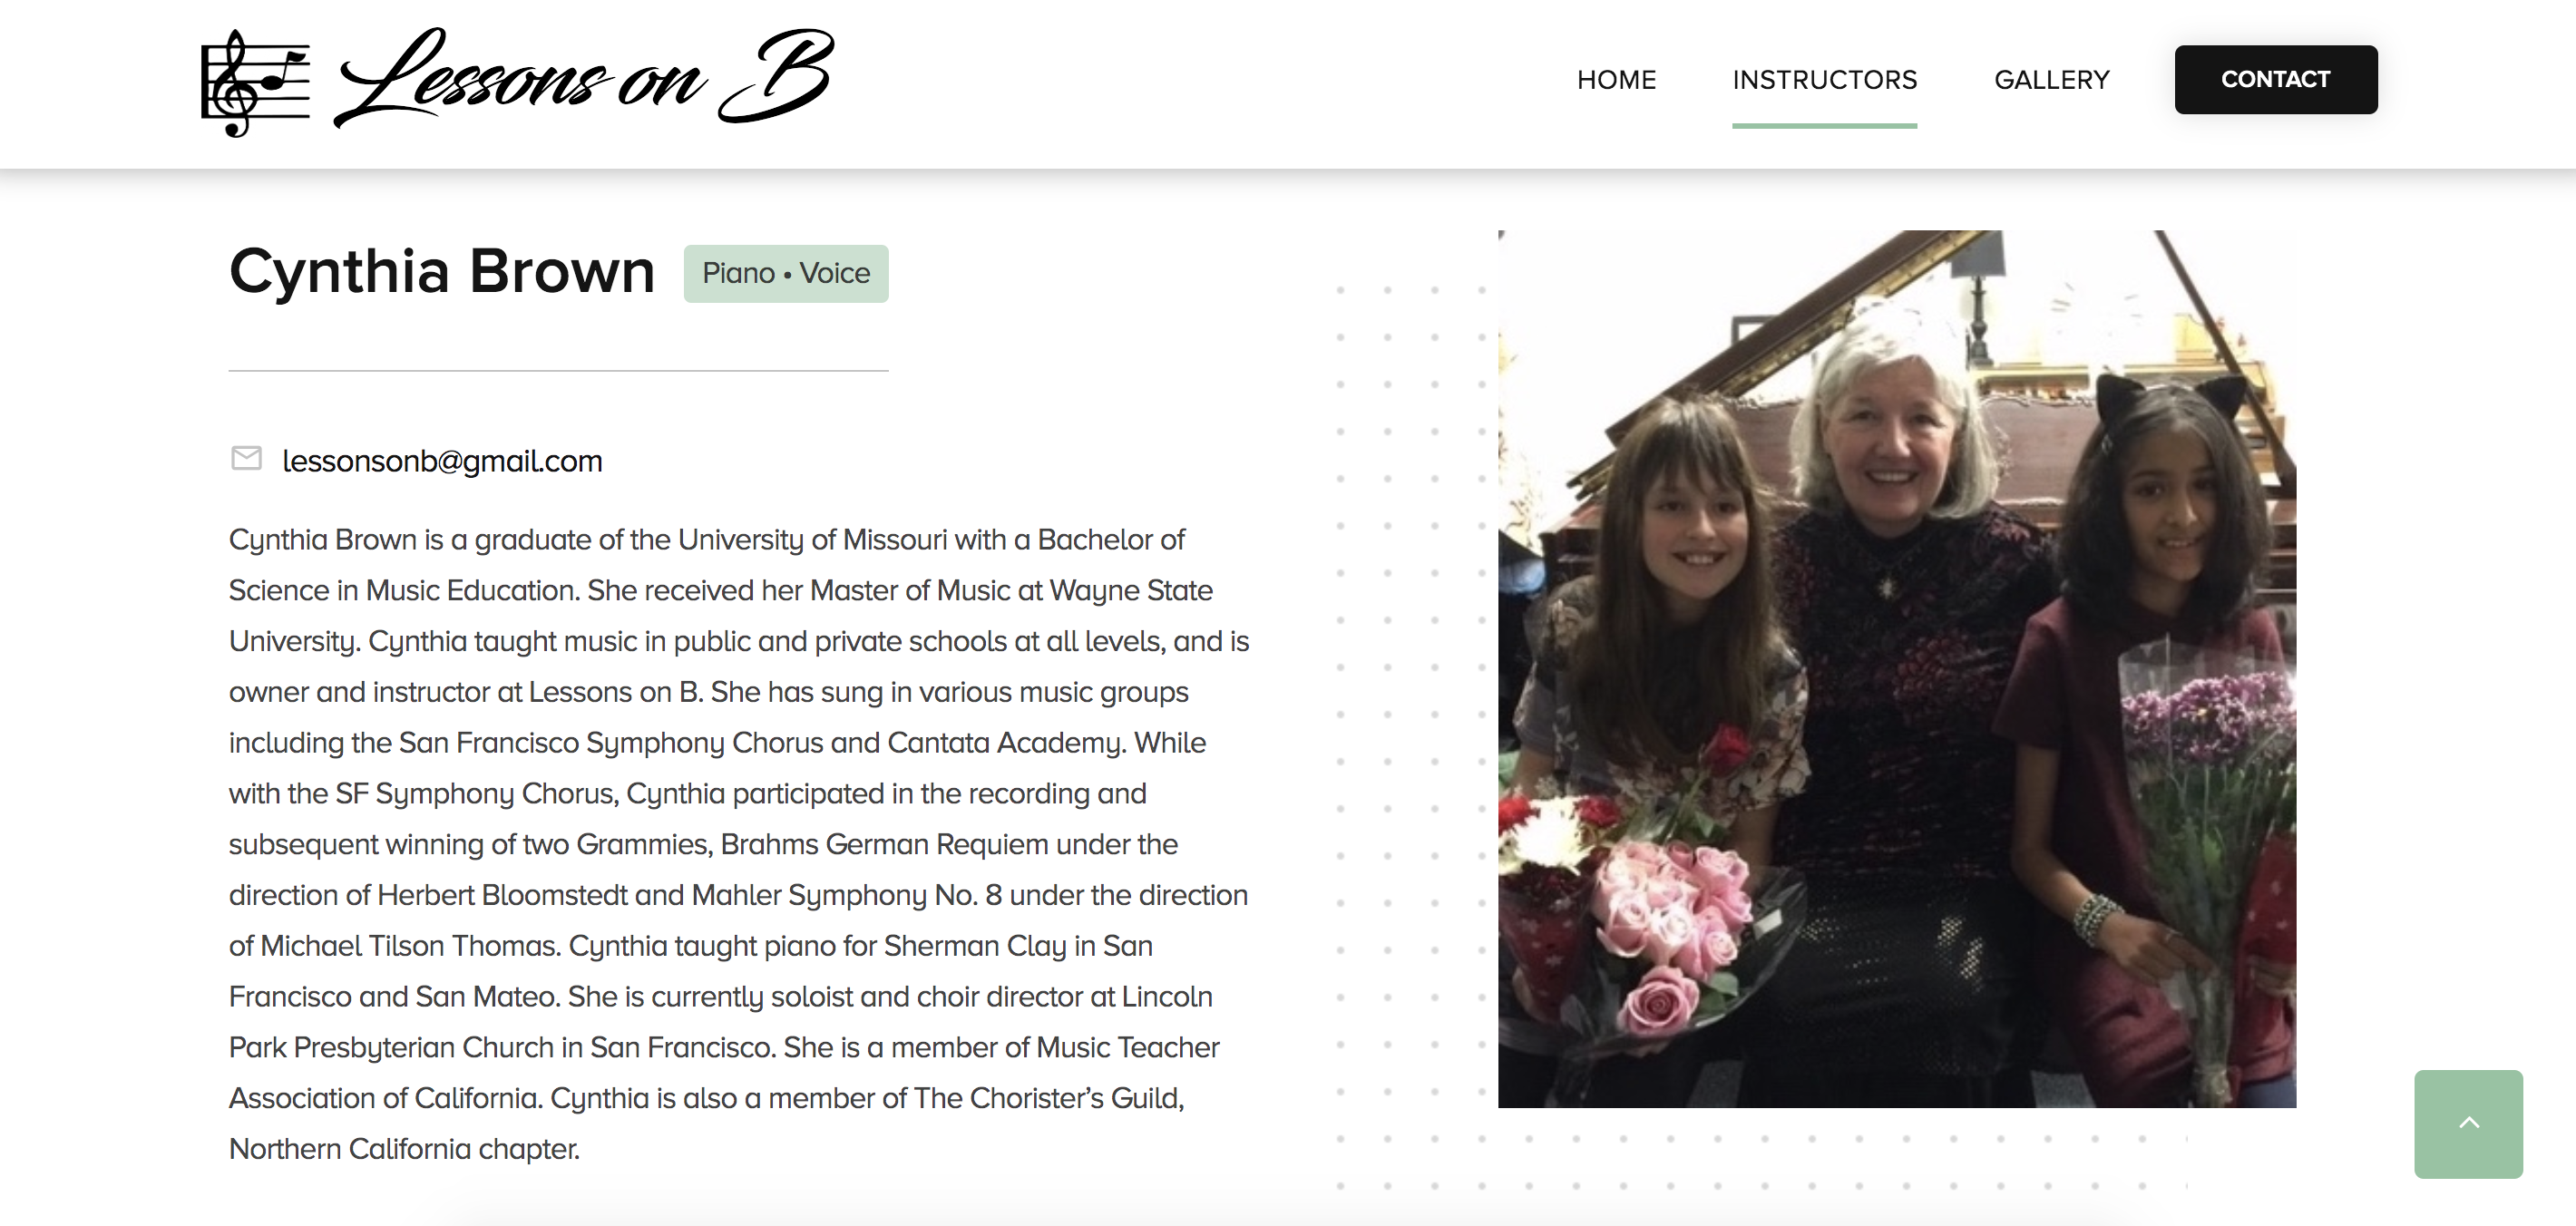 Lessons on B
HOME
INSTRUCTORS
GALLERY
CONTACT
Cynthia Brown
Piano • Voice
lessonsonb@gmail.com
Cynthia Brown is a graduate of the University of Missouri with a Bachelor of
Science in Music Education. She received her Master of Music at Wayne State
University. Cynthia taught music in public and private schools at all levels, and is
owner and instructor at Lessons on B. She has sung in various music groups
including the San Francisco Symphony Chorus and Cantata Academy. While
with the SF Symphony Chorus, Cynthia participated in the recording and
subsequent winning of two Grammies, Brahms German Requiem under the
direction of Herbert Bloomstedt and Mahler Symphony No. 8 under the direction
of Michael Tilson Thomas. Cynthia taught piano for Sherman Clay in San
Francisco and San Mateo. She is currently soloist and choir director at Lincoln
Park Presbyterian Church in San Francisco. She is a member of Music Teacher
Association of California. Cynthia is also a member of The Chorister’s Guild,
Northern California chapter.